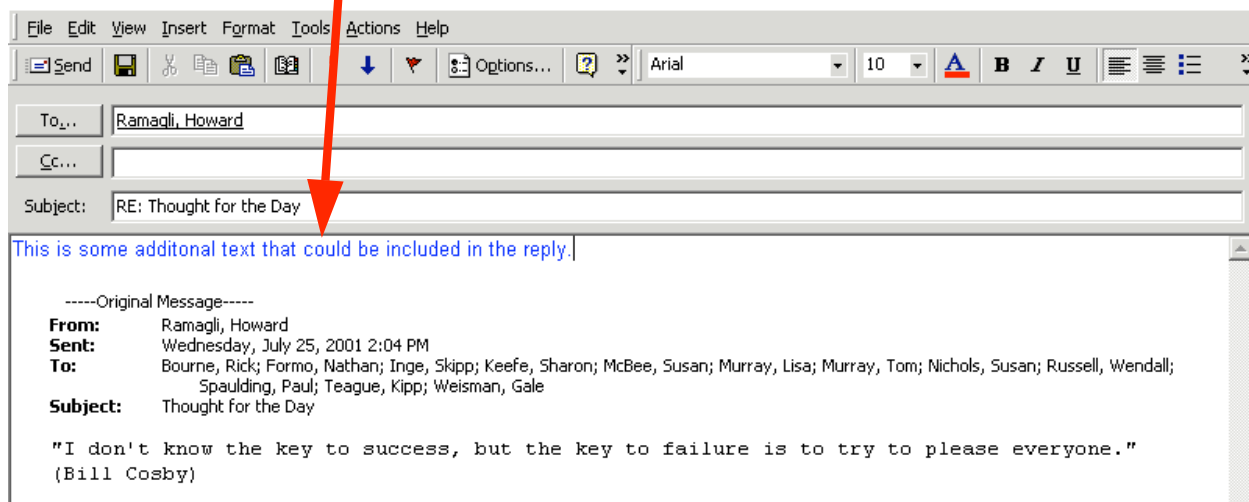 File Edit View Insert Format Tools Actions Help
Send Options... Arial 10 A B I U
To... Ramagli, Howard
Cc...
Subject: RE: Thought for the Day
This is some additonal text that could be included in the reply.
-----Original Message-----
From: Ramagli, Howard
Sent: Wednesday, July 25, 2001 2:04 PM
To: Bourne, Rick; Formo, Nathan; Inge, Skipp; Keefe, Sharon; McBee, Susan; Murray, Lisa; Murray, Tom; Nichols, Susan; Russell, Wendall;
Spaulding, Paul; Teague, Kipp; Weisman, Gale
Subject: Thought for the Day
"I don't know the key to success, but the key to failure is to try to please everyone."
(Bill Cosby)